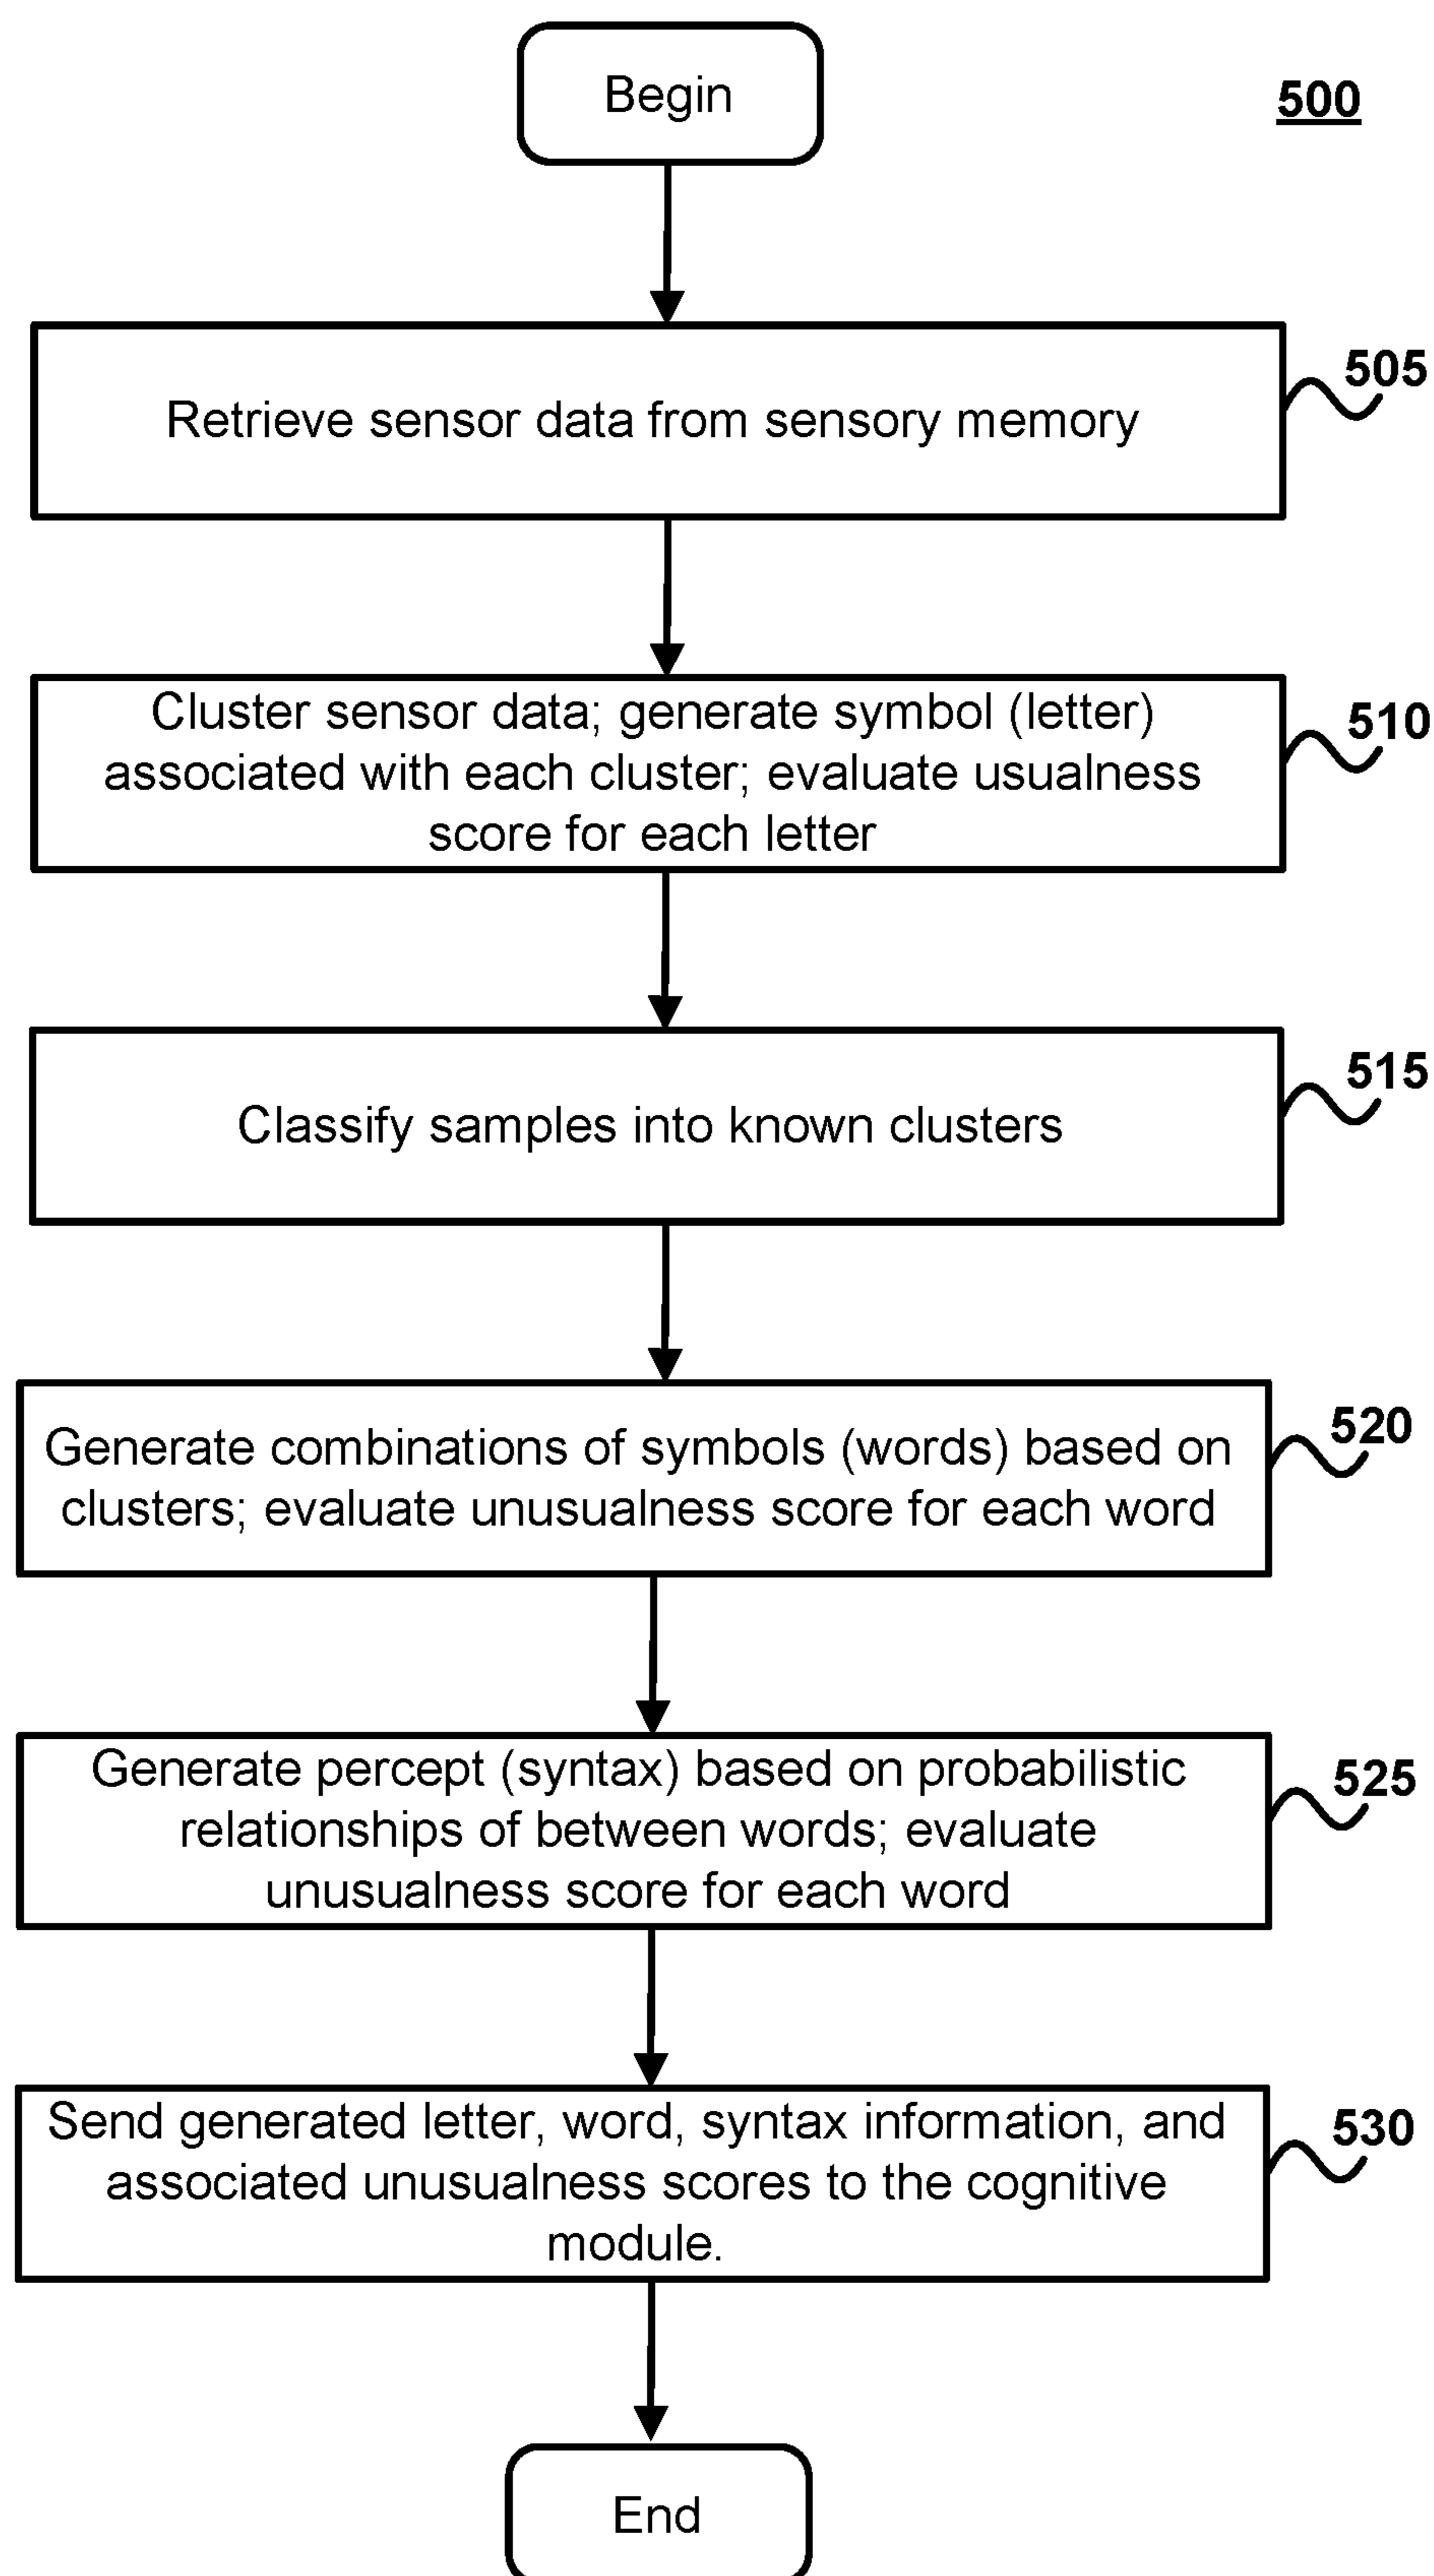 Begin
500
Retrieve sensor data from sensory memory
505
Cluster sensor data; generate symbol (letter)
associated with each cluster; evaluate usualness
score for each letter
510
Classify samples into known clusters
515
Generate combinations of symbols (words) based on
clusters; evaluate unusualness score for each word
520
Generate percept (syntax) based on probabilistic
relationships of between words; evaluate
unusualness score for each word
525
Send generated letter, word, syntax information, and
associated unusualness scores to the cognitive
module.
530
End